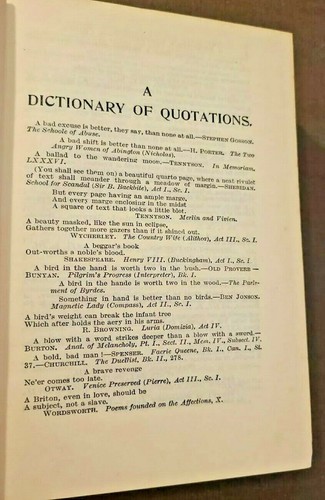 A
DICTIONARY OF QUOTATIONS.
A bad excuse is better, they say, than none at all.—STEPHEN GOSSON.
The Schoole of Abuse.
A bad shift is better than none at all.—H. PORTER. The Two
Angry Women of Abington (Nicholas).
A ballad to the wandering moon.—TENNYSON. In Memoriam,
LXXXVI.
(You shall see them on) a beautiful quarto page, where a neat rivulet
of text shall meander through a meadow of margin.—SHERIDAN.
School for Scandal (Sir B. Backbite), Act I., Sc. I.
But every page having an ample marge,
And every marge enclosing in the midst
A square of text that looks a little blot.
TENNYSON. Merlin and Vivien.
A beauty masked, like the sun in eclipse,
Gathers together more gazers than if it shined out.
WYCHERLEY. The Country Wife (Alithea), Act III., Sc. I.
A beggar's book
Out-worths a noble's blood.
SHAKESPEARE. Henry VIII. (Buckingham), Act I., Sc. I
A bird in the hand is worth two in the bush.—OLD PROVERB—
BUNYAN. Pilgrim's Progress (Interpreter), Bk. I.
A bird in the hand is worth two in the wood.—The Parle-
ment of Byrdes.
Something in hand is better than no birds.—BEN JONSON.
Magnetic Lady (Compass), Act II., Sc. I.
A bird's weight can break the infant tree
Which after holds the aery in his arms.
R. BROWNING. Luria (Domizia), Act IV.
A blow with a word strikes deeper than a blow with a sword.—
BURTON. Anat. of Melancholy, Pt. I., Sect. II., Mem. IV., Subsect. IV.
A bold, bad man!—SPENSER. Faerie Queene, Bk. I., Can. I., St.
37.—CHURCHILL. The Duellist, Bk. II., 278.
A brave revenge
Ne'er comes too late.
OTWAY. Venice Preserved (Pierre), Act III., Sc. I.
A Briton, even in love, should be
A subject, not a slave.
WORDSWORTH. Poems founded on the Affections, X.